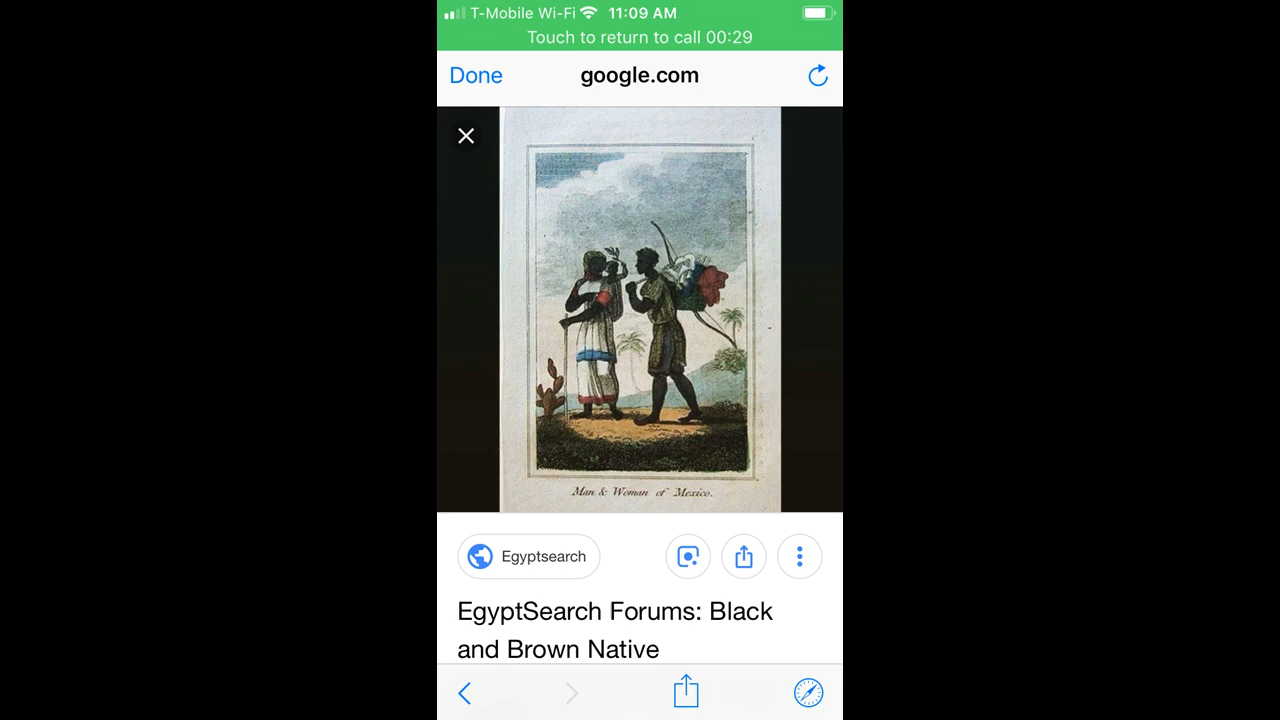 T-Mobile Wi-Fi 11:09 AM
Touch to return to call 00:29
Done google.com
Man & Woman of Mexico.
Egyptsearch
EgyptSearch Forums: Black
and Brown Native